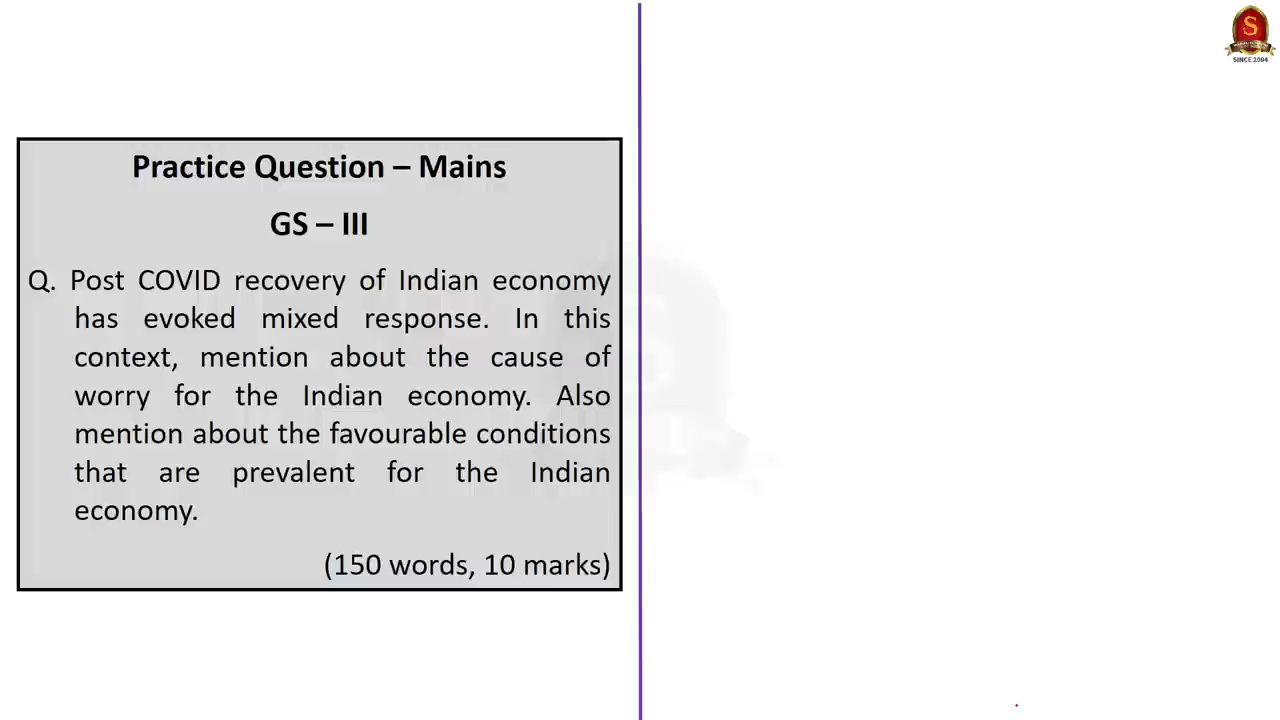 Practice Question – Mains
GS – III
Q. Post COVID recovery of Indian economy
has evoked mixed response. In this
context, mention about the cause of
worry for the Indian economy. Also
mention about the favourable conditions
that are prevalent for the Indian
economy.
(150 words, 10 marks)
S
SINCE 2004